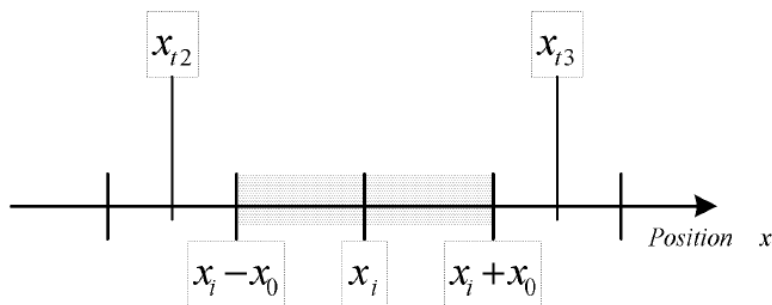 x_{t2} x_{t3}
x_i − x_0 x_i x_i + x_0
Position x